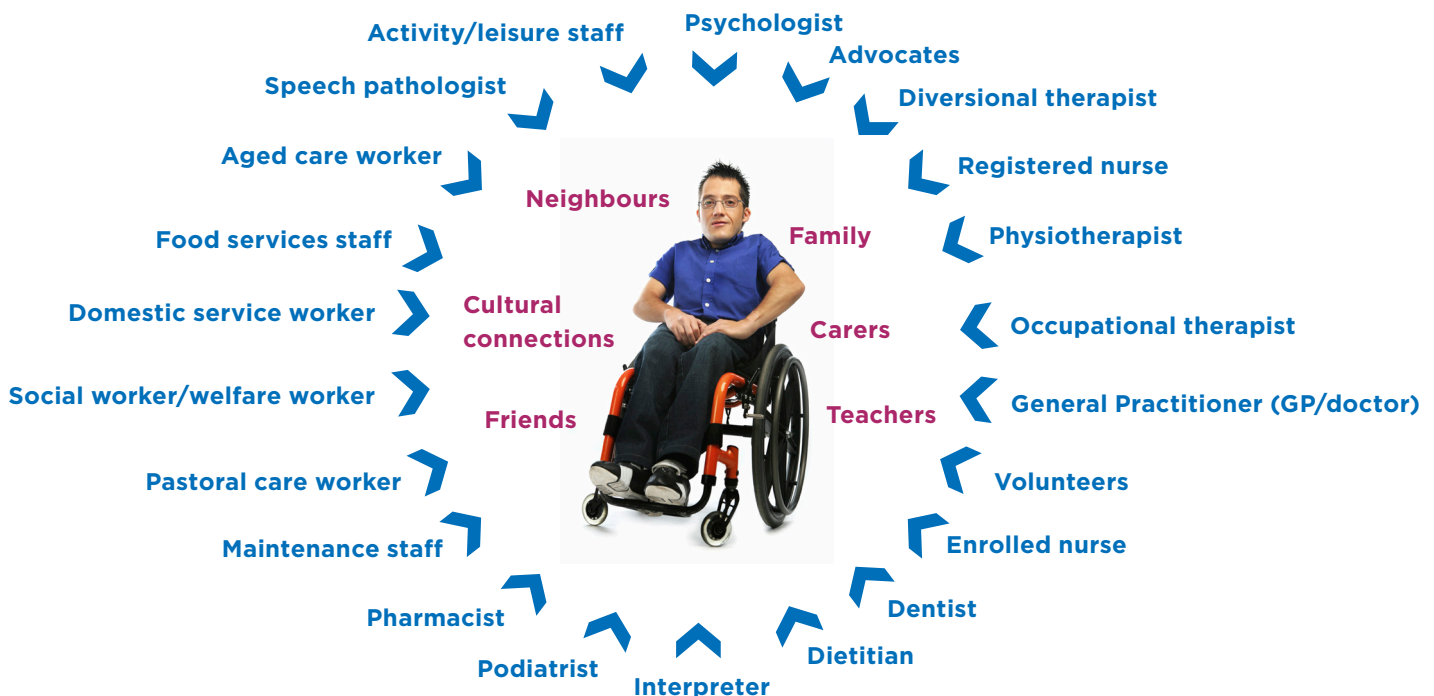 Psychologist
Activity/leisure staff
Advocates
Speech pathologist
Diversional therapist
Aged care worker
Registered nurse
Neighbours
Family
Food services staff
Physiotherapist
Cultural
connections
Domestic service worker
Carers
Occupational therapist
Social worker/welfare worker
General Practitioner (GP/doctor)
Friends
Teachers
Pastoral care worker
Volunteers
Maintenance staff
Enrolled nurse
Pharmacist
Dentist
Podiatrist
Dietitian
Interpreter